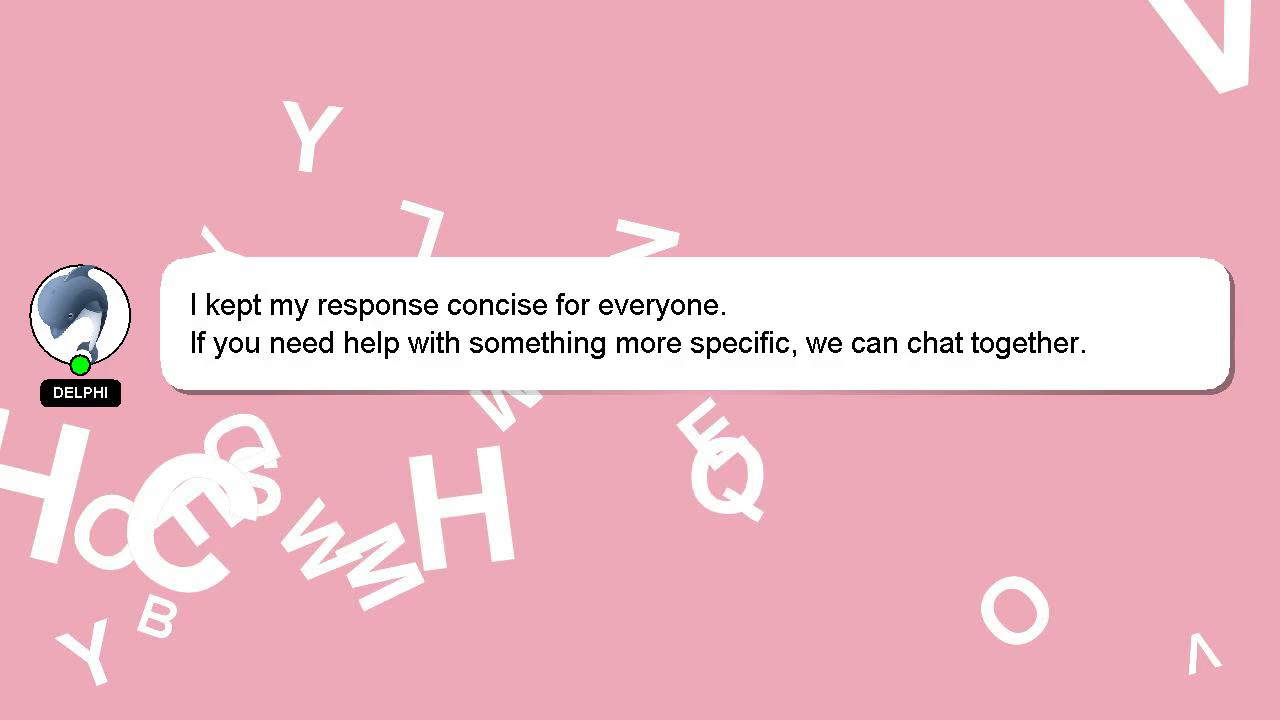 V
Y
L
Y
Z
I kept my response concise for everyone.
If you need help with something more specific, we can chat together.
DELPHI
W
E
Q
H
D
S
C
O
T
W
M
H
B
Y
O
V